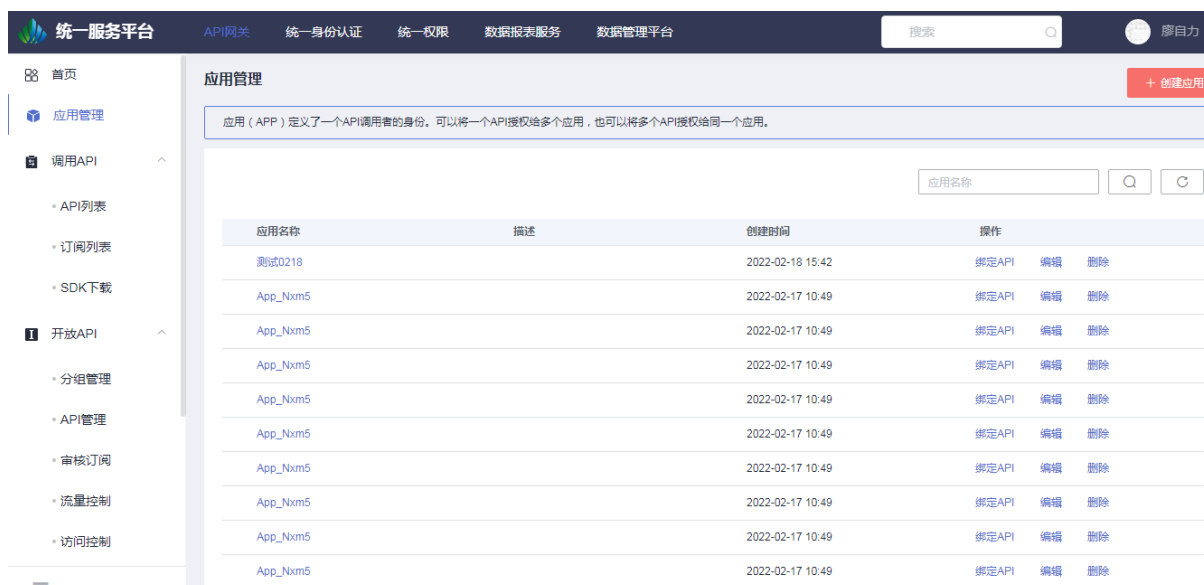 统一服务平台 API网关 统一身份认证 统一权限 数据报表服务 数据管理平台 搜索 廖自力
首页
应用管理
调用API
API列表
订阅列表
SDK下载
开放API
分组管理
API管理
审核订阅
流量控制
访问控制
应用管理 + 创建应用
应用（APP）定义了一个API调用者的身份。可以将一个API授权给多个应用，也可以将多个API授权给同一个应用。
应用名称
应用名称 描述 创建时间 操作
测试0218 2022-02-18 15:42 绑定API 编辑 删除
App_Nxm5 2022-02-17 10:49 绑定API 编辑 删除
App_Nxm5 2022-02-17 10:49 绑定API 编辑 删除
App_Nxm5 2022-02-17 10:49 绑定API 编辑 删除
App_Nxm5 2022-02-17 10:49 绑定API 编辑 删除
App_Nxm5 2022-02-17 10:49 绑定API 编辑 删除
App_Nxm5 2022-02-17 10:49 绑定API 编辑 删除
App_Nxm5 2022-02-17 10:49 绑定API 编辑 删除
App_Nxm5 2022-02-17 10:49 绑定API 编辑 删除
App_Nxm5 2022-02-17 10:49 绑定API 编辑 删除